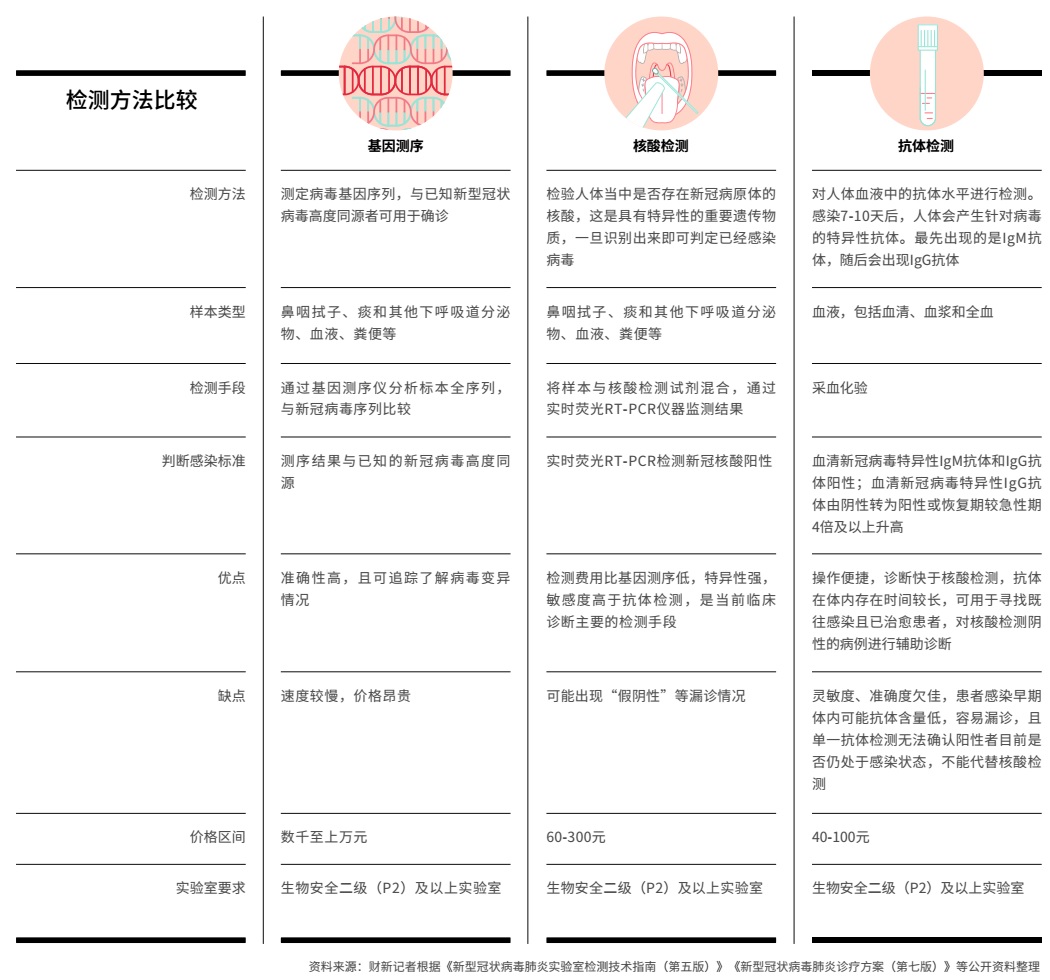 检测方法比较
基因测序
核酸检测
抗体检测
检测方法
测定病毒基因序列，与已知新型冠状
病毒高度同源者可用于确诊
检验人体当中是否存在新冠病原体的
核酸，这是具有特异性的重要遗传物
质，一旦识别出来即可判定已经感染
病毒
对人体血液中的抗体水平进行检测。
感染7-10天后，人体会产生针对病毒
的特异性抗体。最先出现的是IgM抗
体，随后会出现IgG抗体
样本类型
鼻咽拭子、痰和其他下呼吸道分泌
物、血液、粪便等
鼻咽拭子、痰和其他下呼吸道分泌
物、血液、粪便等
血液，包括血清、血浆和全血
检测手段
通过基因测序仪分析标本全序列，
与新冠病毒序列比较
将样本与核酸检测试剂混合，通过
实时荧光RT-PCR仪器监测结果
采血化验
判断感染标准
测序结果与已知的新冠病毒高度同
源
实时荧光RT-PCR检测新冠核酸阳性
血清新冠病毒特异性IgM抗体和IgG抗
体阳性；血清新冠病毒特异性IgG抗
体由阴性转为阳性或恢复期较急性期
4倍及以上升高
优点
准确性高，且可追踪了解病毒变异
情况
检测费用比基因测序低，特异性强，
敏感度高于抗体检测，是当前临床
诊断主要的检测手段
操作便捷，诊断快于核酸检测，抗体
在体内存在时间较长，可用于寻找既
往感染且已治愈患者，对核酸检测阴
性的病例进行辅助诊断
缺点
速度较慢，价格昂贵
可能出现“假阴性”等漏诊情况
灵敏度、准确度欠佳，患者感染早期
体内可能抗体含量低，容易漏诊，且
单一抗体检测无法确认阳性者目前是
否仍处于感染状态，不能代替核酸检
测
价格区间
数千至上万元
60-300元
40-100元
实验室要求
生物安全二级（P2）及以上实验室
生物安全二级（P2）及以上实验室
生物安全二级（P2）及以上实验室
资料来源：财新记者根据《新型冠状病毒肺炎实验室检测技术指南（第五版）》《新型冠状病毒肺炎诊疗方案（第七版）》等公开资料整理